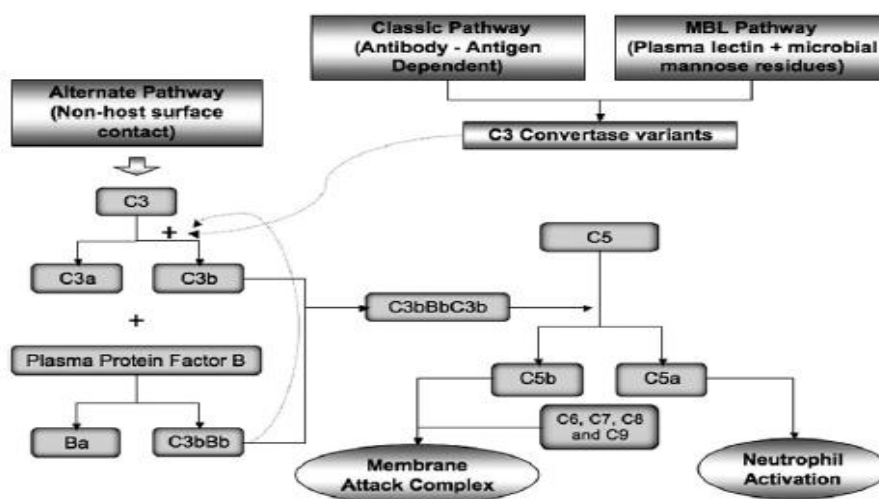 Classic Pathway
(Antibody - Antigen
Dependent)
MBL Pathway
(Plasma lectin + microbial
mannose residues)
Alternate Pathway
(Non-host surface
contact)
C3 Convertase variants
C3
+
C3a
C3b
C5
C3bBbC3b
+
Plasma Protein Factor B
C5b
C5a
Ba
C3bBb
C6, C7, C8
and C9
Membrane
Attack Complex
Neutrophil
Activation